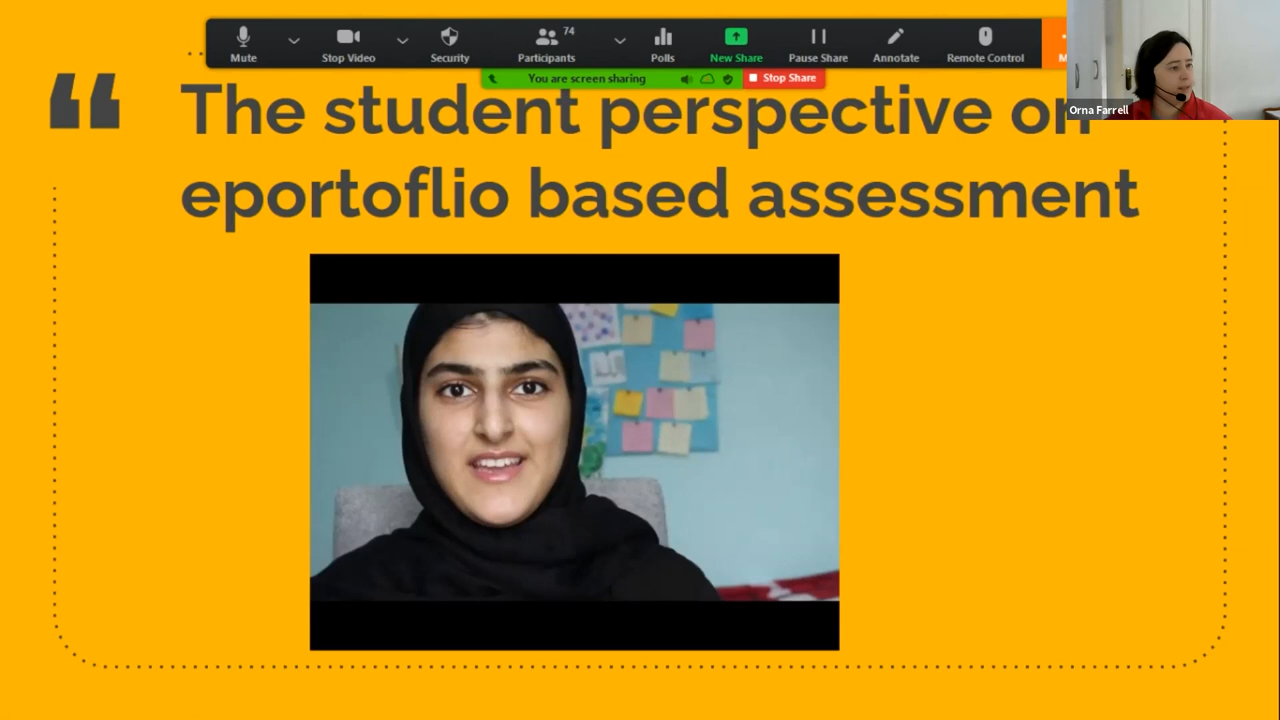 74
Mute
Stop Video
Security
Participants
Polls
New Share
Pause Share
Annotate
Remote Control
M
You are screen sharing
Stop Share
Orna Farrell
“
The student perspective on
eportoflio based assessment